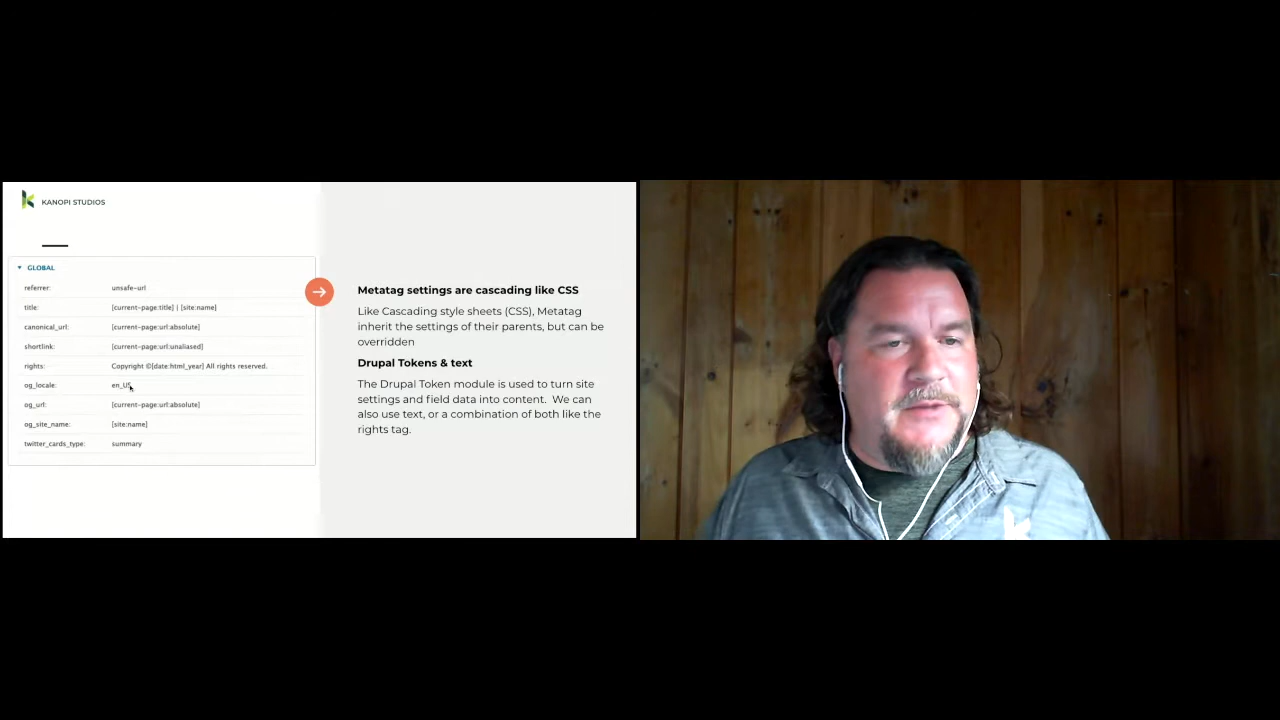 KANOPI STUDIOS
GLOBAL
referrer: unsafe-url
title: [current-page:title] | [site:name]
canonical_url: [current-page:url:absolute]
shortlink: [current-page:url:unaliased]
rights: Copyright ©[date:html_year] All rights reserved.
og_locale: en_US
og_url: [current-page:url:absolute]
og_site_name: [site:name]
twitter_cards_type: summary
Metatag settings are cascading like CSS
Like Cascading style sheets (CSS), Metatag
inherit the settings of their parents, but can be
overridden
Drupal Tokens & text
The Drupal Token module is used to turn site
settings and field data into content. We can
also use text, or a combination of both like the
rights tag.